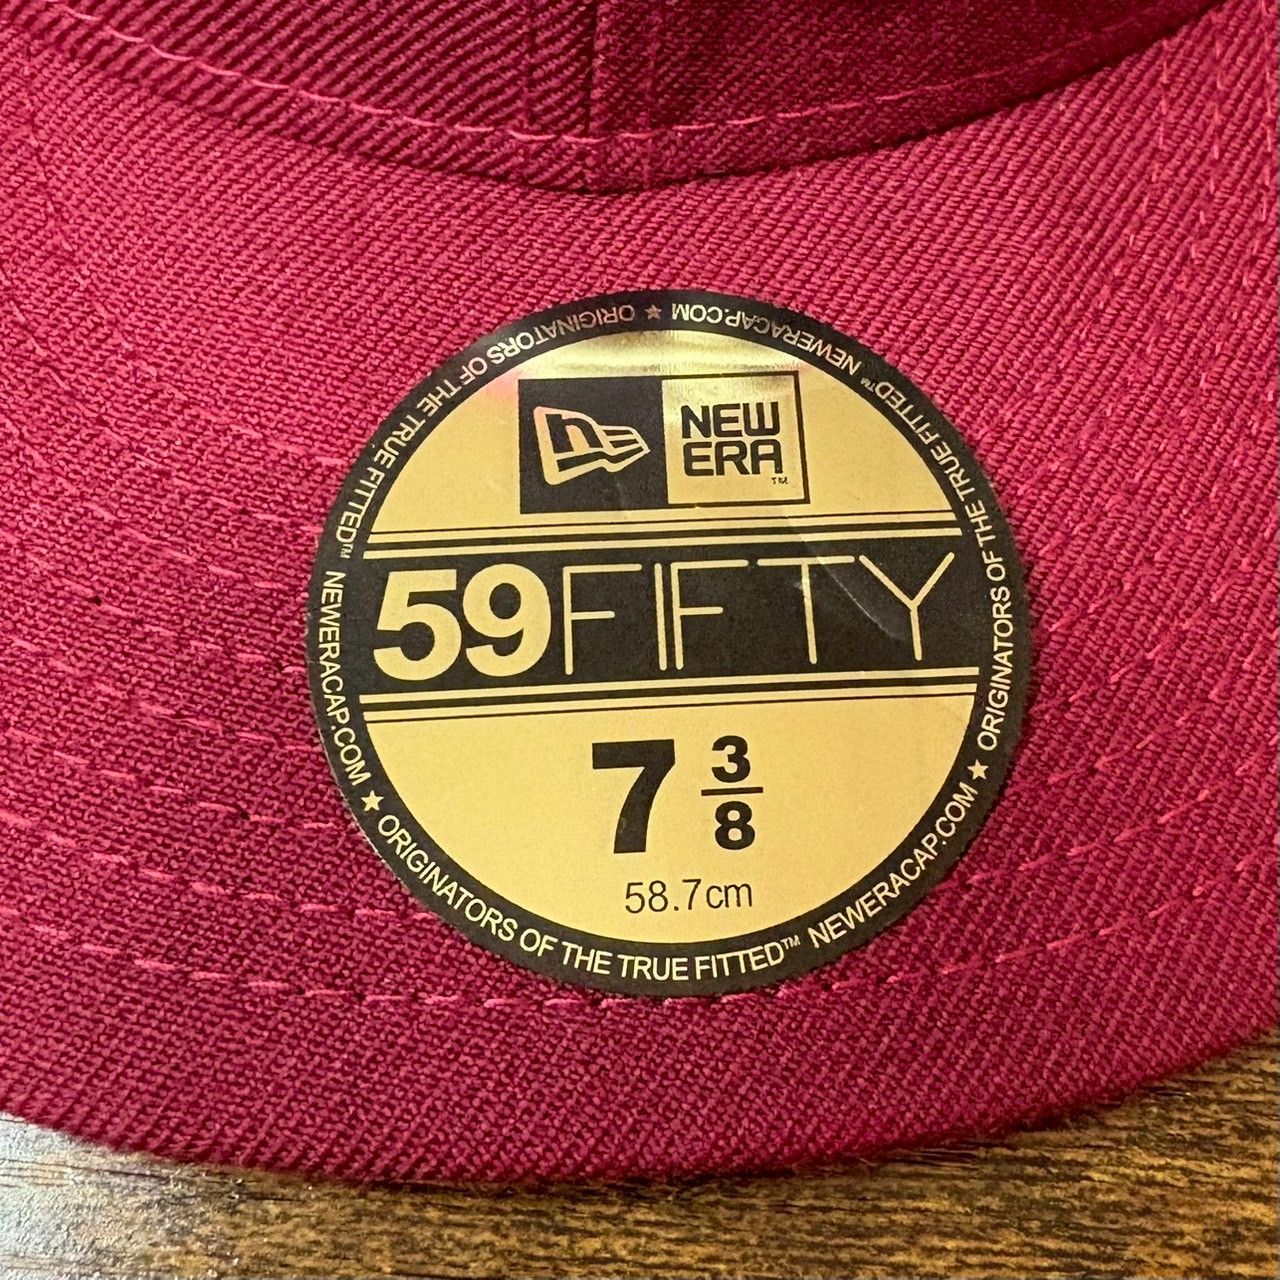 NEW
ERA
™
59FIFTY
7 3/8
58.7cm
★ ORIGINATORS OF THE TRUE FITTED™ NEWERACAP.COM
★ ORIGINATORS OF THE TRUE FITTED™ NEWERACAP.COM
★ ORIGINATORS OF THE TRUE FITTED™ NEWERACAP.COM